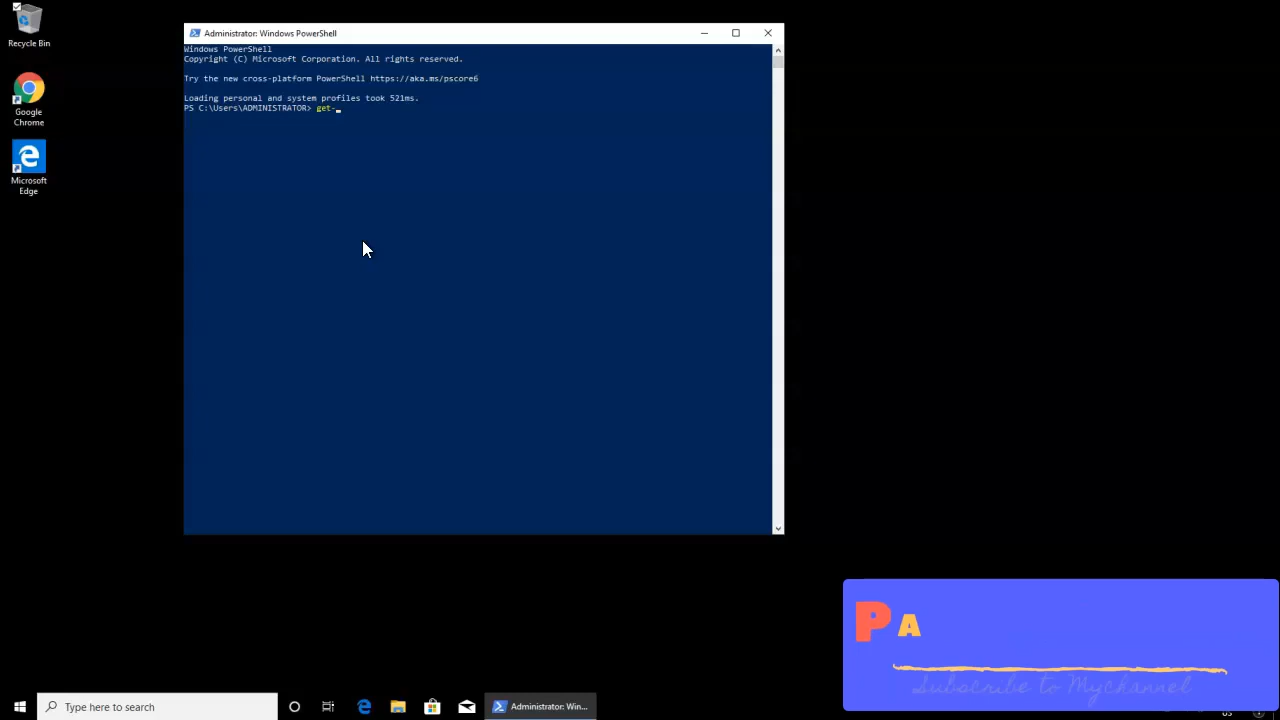 Recycle Bin
Google
Chrome
Microsoft
Edge
Administrator: Windows PowerShell
Windows PowerShell
Copyright (C) Microsoft Corporation. All rights reserved.
Try the new cross-platform PowerShell https://aka.ms/pscore6
Loading personal and system profiles took 521ms.
PS C:\Users\ADMINISTRATOR> get-
PA
Subscribe to Mychannel
Type here to search
Administrator: Win...